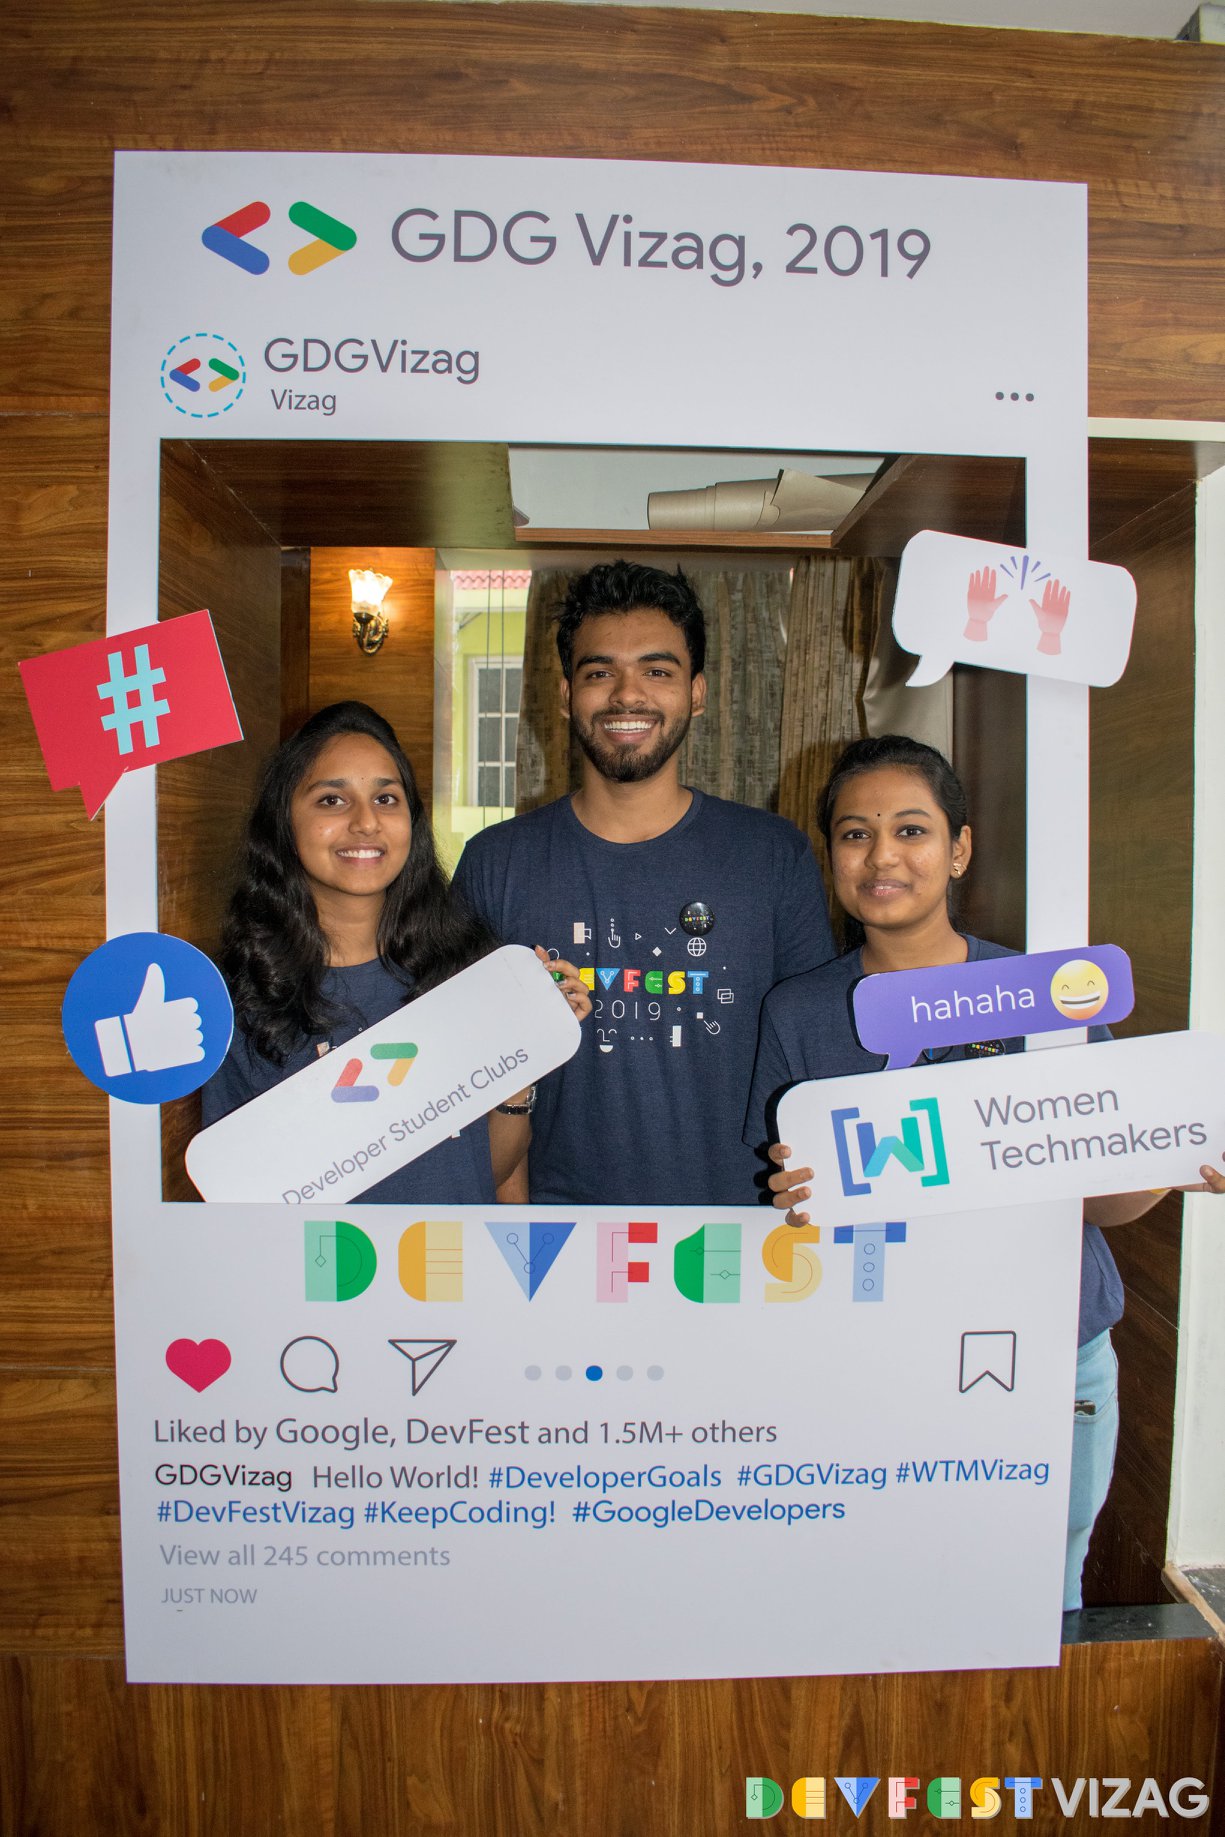 GDG Vizag, 2019
GDGVizag
Vizag
#
DEVFEST
2019
hahaha
Developer Student Clubs
Women
Techmakers
DEVFEST
Liked by Google, DevFest and 1.5M+ others
GDGVizag Hello World! #DeveloperGoals #GDGVizag #WTMVizag
#DevFestVizag #KeepCoding! #GoogleDevelopers
View all 245 comments
JUST NOW
DEVFEST VIZAG